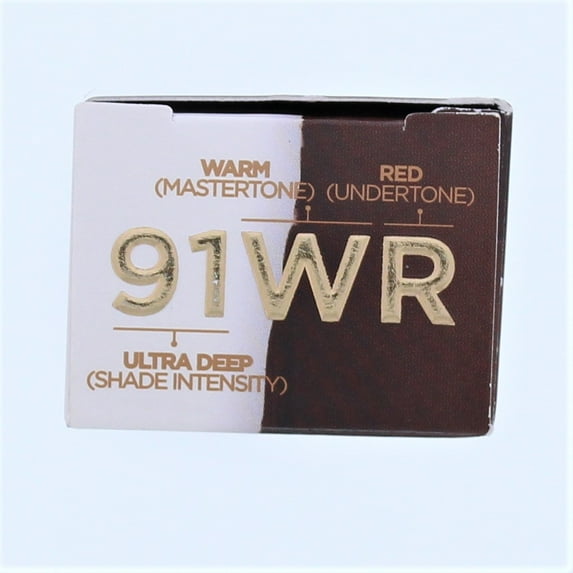 WARM
(MASTERTONE)
RED
(UNDERTONE)
91WR
ULTRA DEEP
(SHADE INTENSITY)